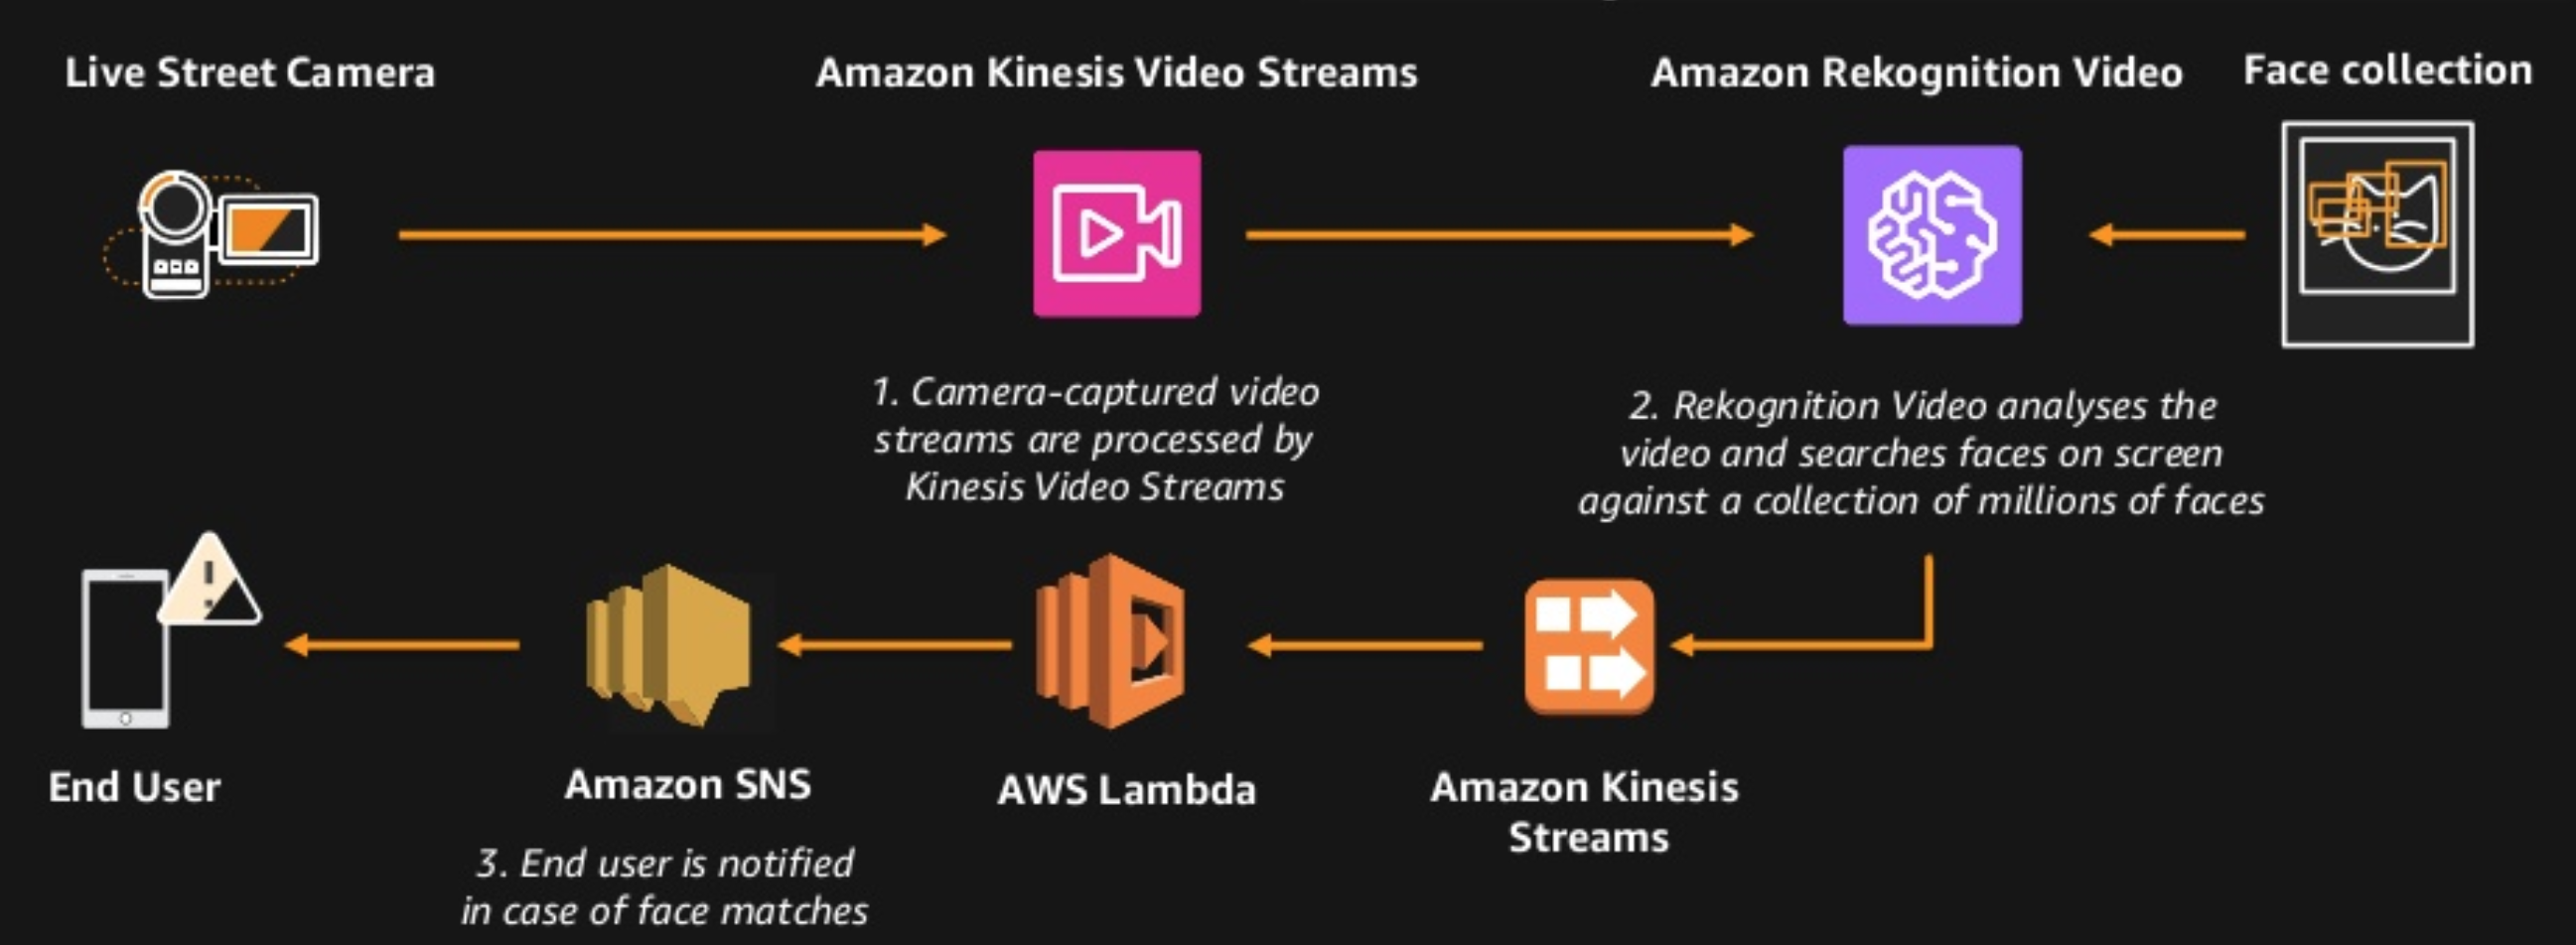 Live Street Camera
Amazon Kinesis Video Streams
Amazon Rekognition Video
Face collection
1. Camera-captured video
streams are processed by
Kinesis Video Streams
2. Rekognition Video analyses the
video and searches faces on screen
against a collection of millions of faces
End User
Amazon SNS
AWS Lambda
Amazon Kinesis
Streams
3. End user is notified
in case of face matches